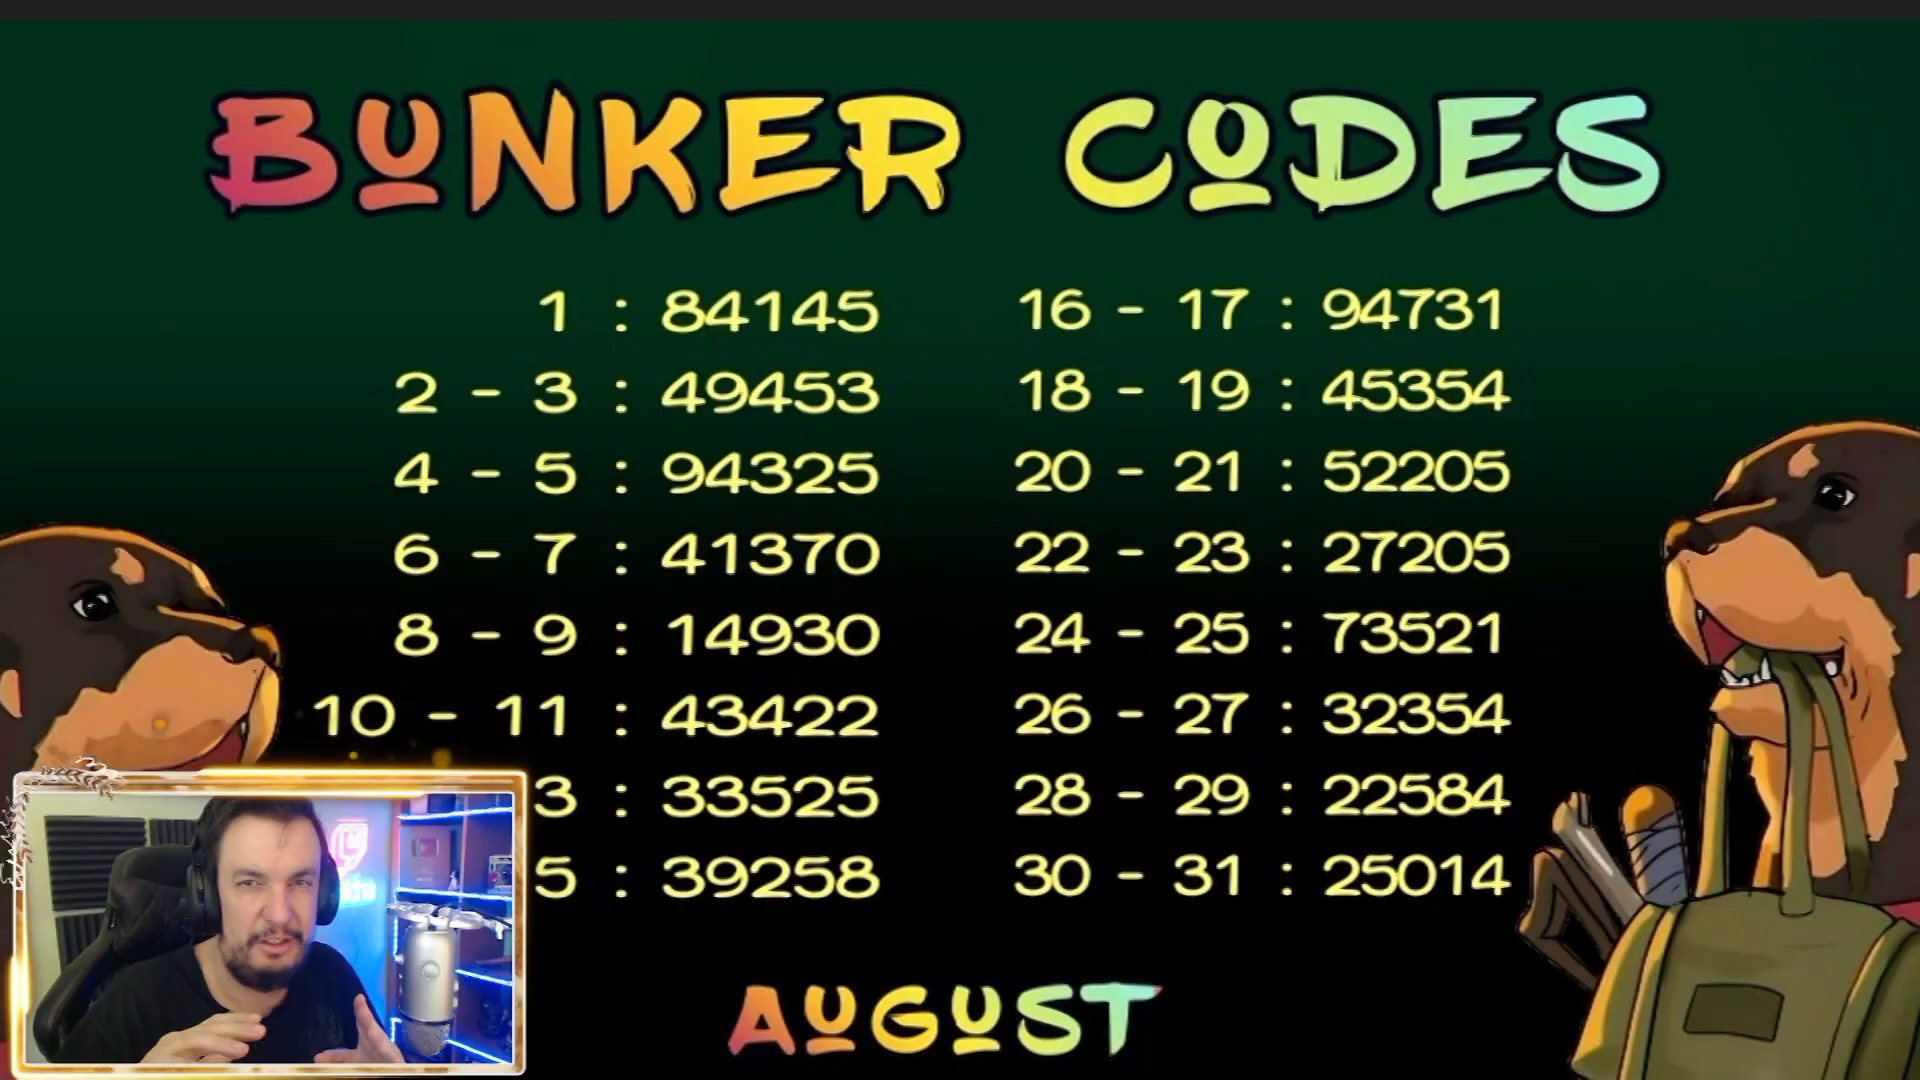 BUNKER CODES
1 : 84145
2 - 3 : 49453
4 - 5 : 94325
6 - 7 : 41370
8 - 9 : 14930
10 - 11 : 43422
3 : 33525
5 : 39258
16 - 17 : 94731
18 - 19 : 45354
20 - 21 : 52205
22 - 23 : 27205
24 - 25 : 73521
26 - 27 : 32354
28 - 29 : 22584
30 - 31 : 25014
AUGUST